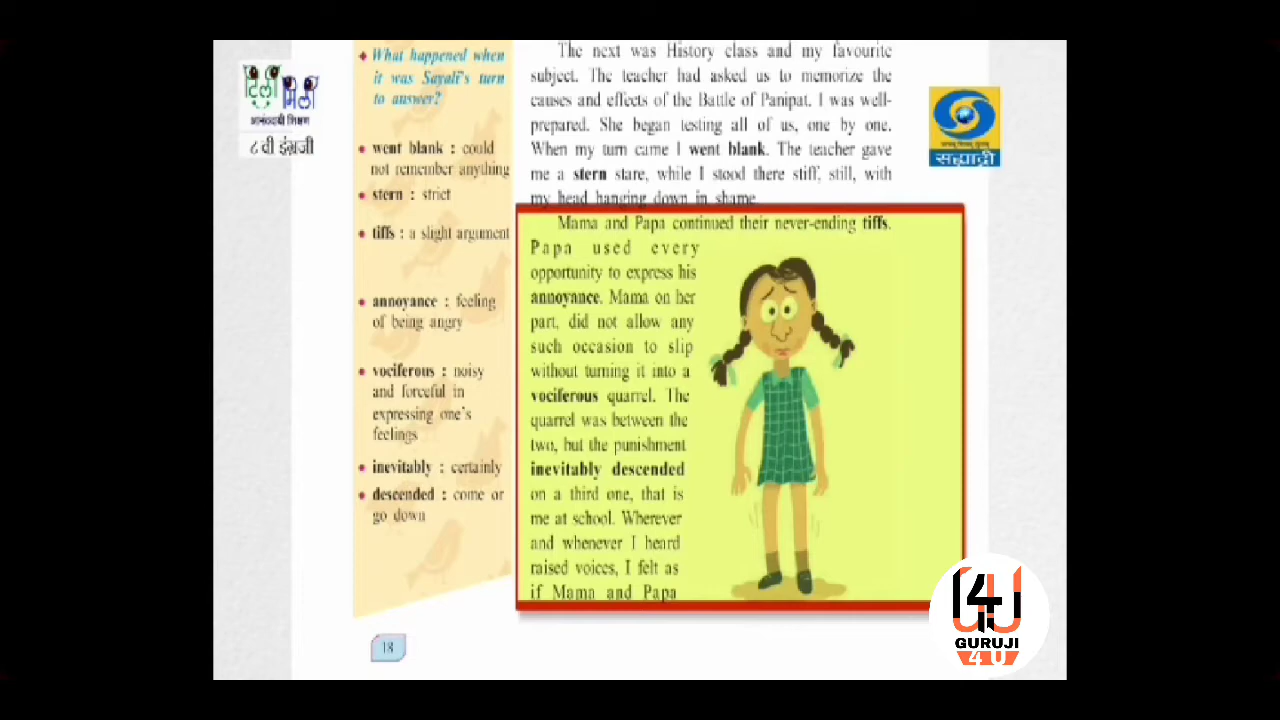 टिली
मिली
आनंददायी शिक्षण
८ वी इंग्रजी
What happened when
it was Sayali's turn
to answer?
went blank : could
not remember anything
stern : strict
tiffs : a slight argument
annoyance : feeling
of being angry
vociferous : noisy
and forceful in
expressing one's
feelings
inevitably : certainly
descended : come or
go down
18
The next was History class and my favourite
subject. The teacher had asked us to memorize the
causes and effects of the Battle of Panipat. I was well-
prepared. She began testing all of us, one by one.
When my turn came I went blank. The teacher gave
me a stern stare, while I stood there stiff, still, with
my head hanging down in shame
Mama and Papa continued their never-ending tiffs.
Papa used every
opportunity to express his
annoyance. Mama on her
part, did not allow any
such occasion to slip
without turning it into a
vociferous quarrel. The
quarrel was between the
two, but the punishment
inevitably descended
on a third one, that is
me at school. Wherever
and whenever I heard
raised voices, I felt as
if Mama and Papa
सह्याद्री
4U
GURUJI
4U